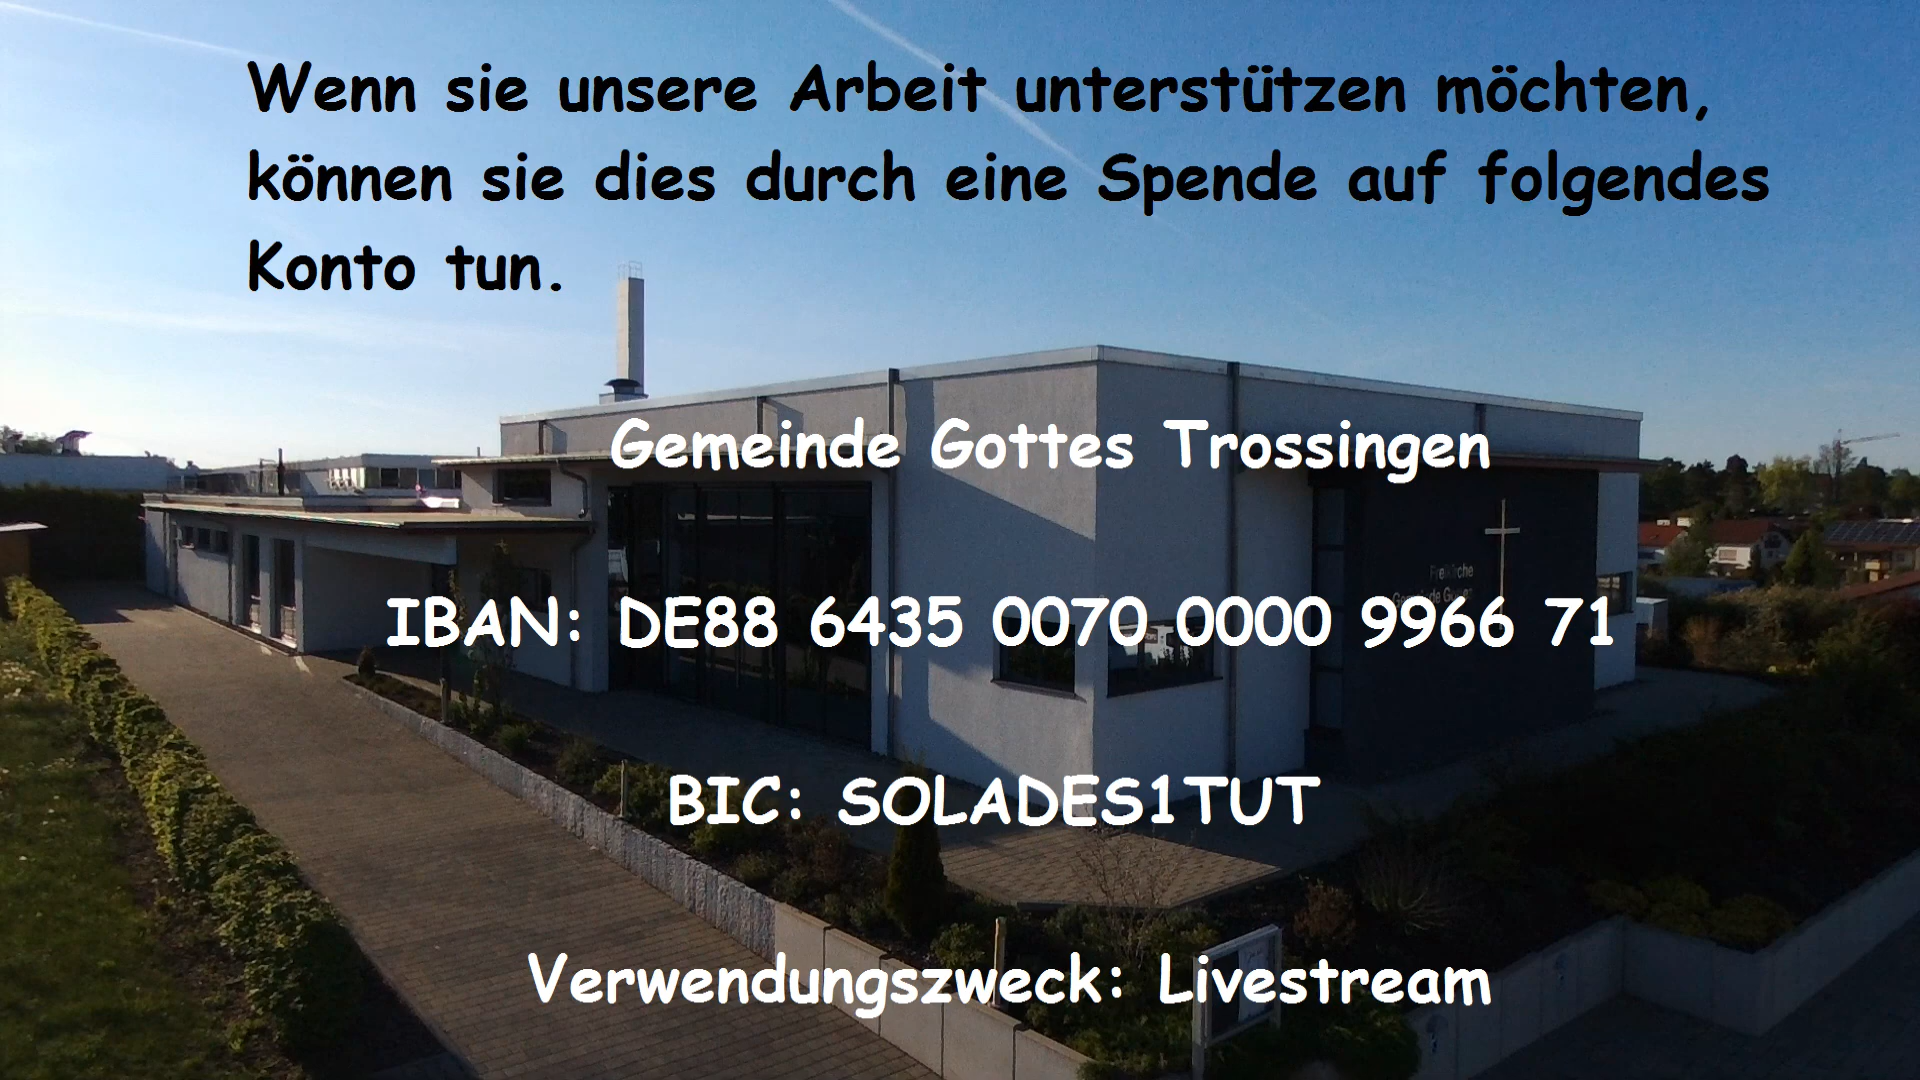 Wenn sie unsere Arbeit unterstützen möchten,
können sie dies durch eine Spende auf folgendes
Konto tun.
Gemeinde Gottes Trossingen
Freikirche
IBAN: DE88 6435 0070 0000 9966 71
BIC: SOLADES1TUT
Verwendungszweck: Livestream